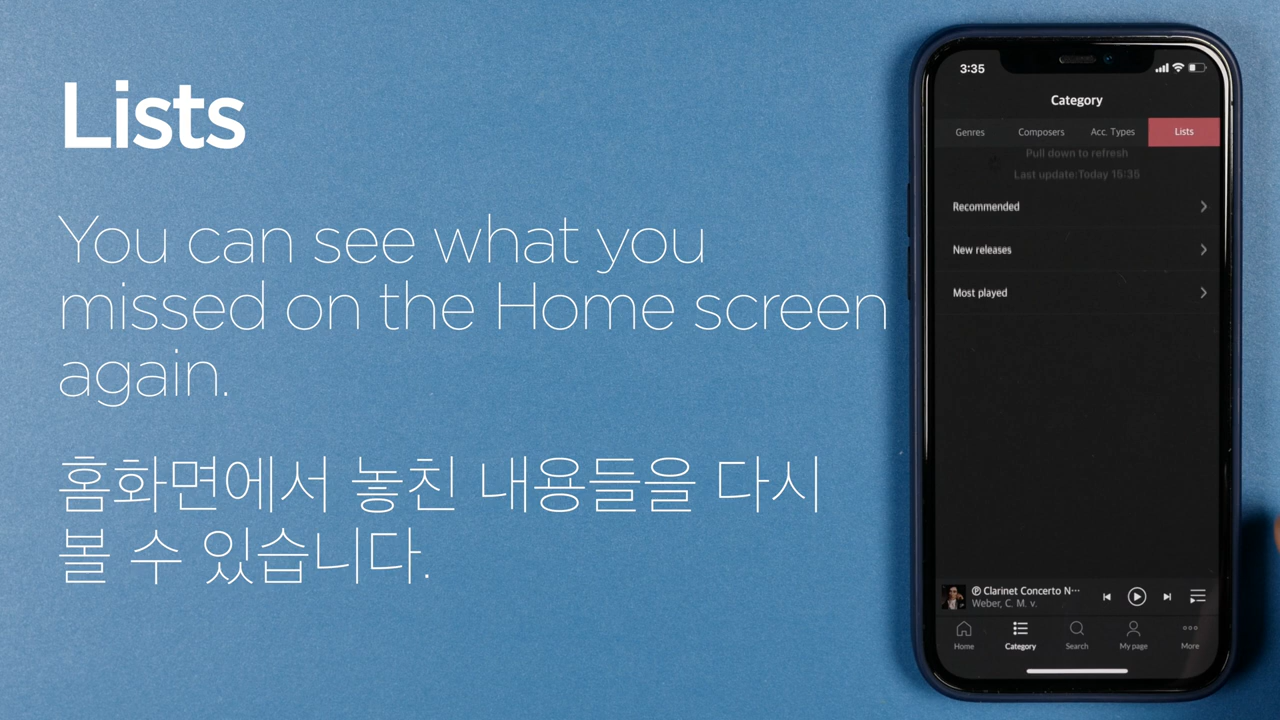 Lists
You can see what you
missed on the Home screen
again.
홈화면에서 놓친 내용들을 다시
볼 수 있습니다.
3:35
Category
Genres Composers Acc. Types Lists
Pull down to refresh
Last update:Today 15:35
Recommended
New releases
Most played
Ⓟ Clarinet Concerto N···
Weber, C. M. v.
Home Category Search My page More